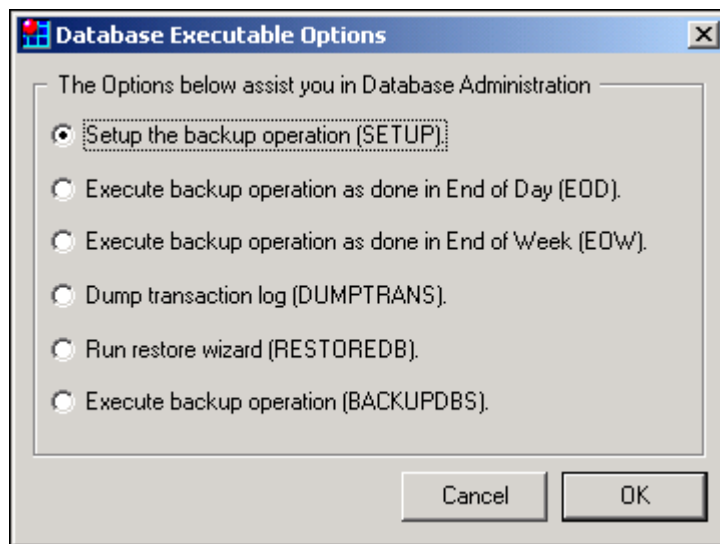 Database Executable Options
The Options below assist you in Database Administration
Setup the backup operation (SETUP).
Execute backup operation as done in End of Day (EOD).
Execute backup operation as done in End of Week (EOW).
Dump transaction log (DUMPTRANS).
Run restore wizard (RESTOREDB).
Execute backup operation (BACKUPDBS).
Cancel OK